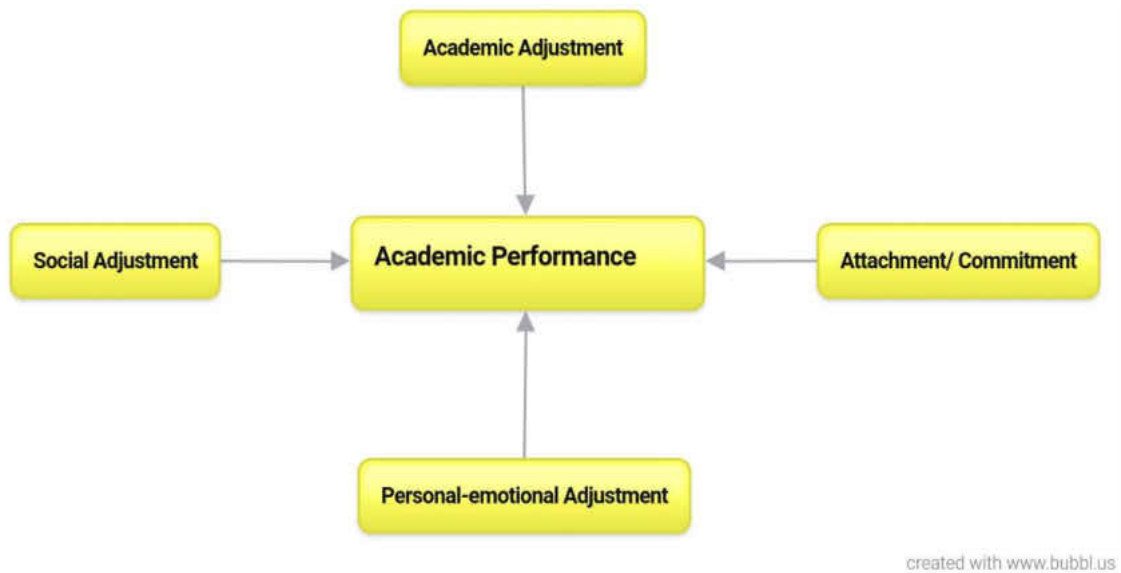 Academic Adjustment
Social Adjustment
Academic Performance
Attachment/ Commitment
Personal-emotional Adjustment
created with www.bubbl.us